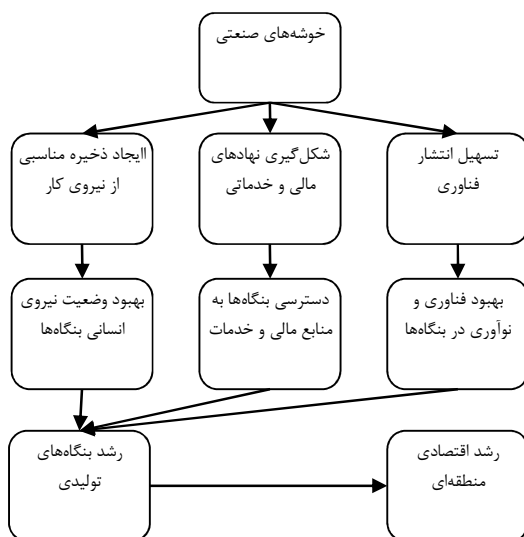 خوشه‌های صنعتی
تسهیل انتشار
فناوری
شکل‌گیری نهادهای
مالی و خدماتی
اایجاد ذخیره مناسبی
از نیروی کار
بهبود فناوری و
نوآوری در بنگاه‌ها
دسترسی بنگاه‌ها به
منابع مالی و خدمات
بهبود وضعیت نیروی
انسانی بنگاه‌ها
رشد بنگاه‌های
تولیدی
رشد اقتصادی
منطقه‌ای